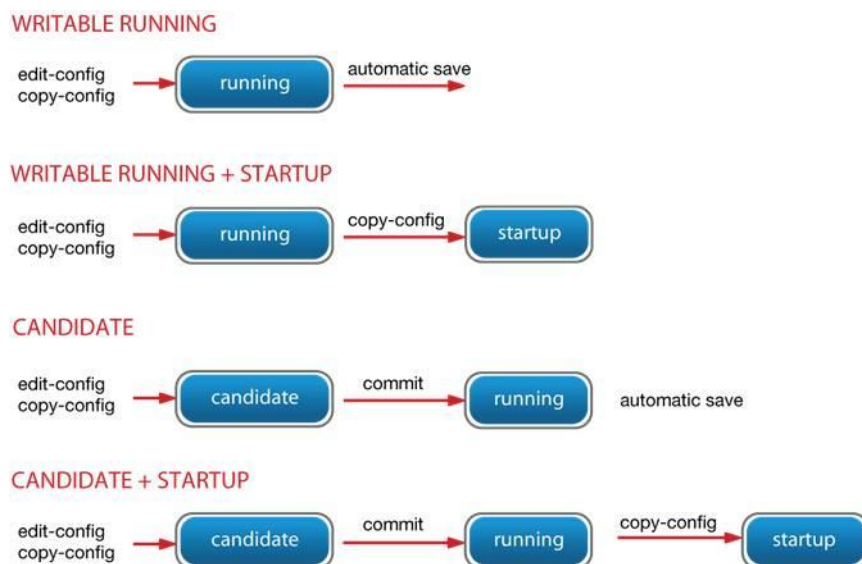 WRITABLE RUNNING
edit-config
copy-config
running
automatic save
WRITABLE RUNNING + STARTUP
edit-config
copy-config
running
copy-config
startup
CANDIDATE
edit-config
copy-config
candidate
commit
running
automatic save
CANDIDATE + STARTUP
edit-config
copy-config
candidate
commit
running
copy-config
startup